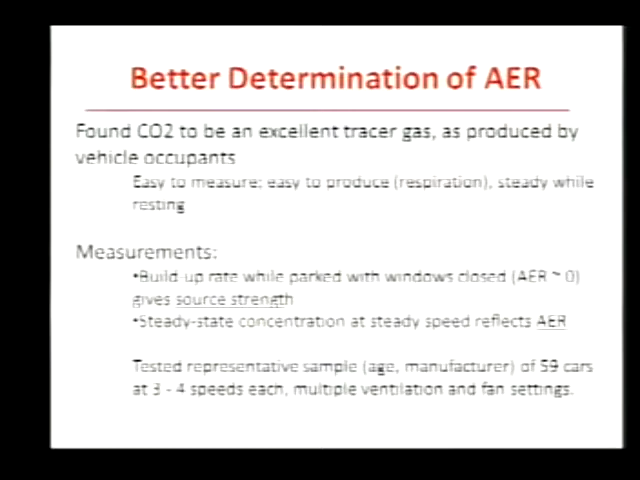 Better Determination of AER
Found CO2 to be an excellent tracer gas, as produced by
vehicle occupants
Easy to measure; easy to produce (respiration), steady while
resting
Measurements:
•Build up rate while parked with windows closed (AER ~ 0)
gives source strength
•Steady-state concentration at steady speed reflects AER
Tested representative sample (age, manufacturer) of 59 cars
at 3 - 4 speeds each, multiple ventilation and fan settings.